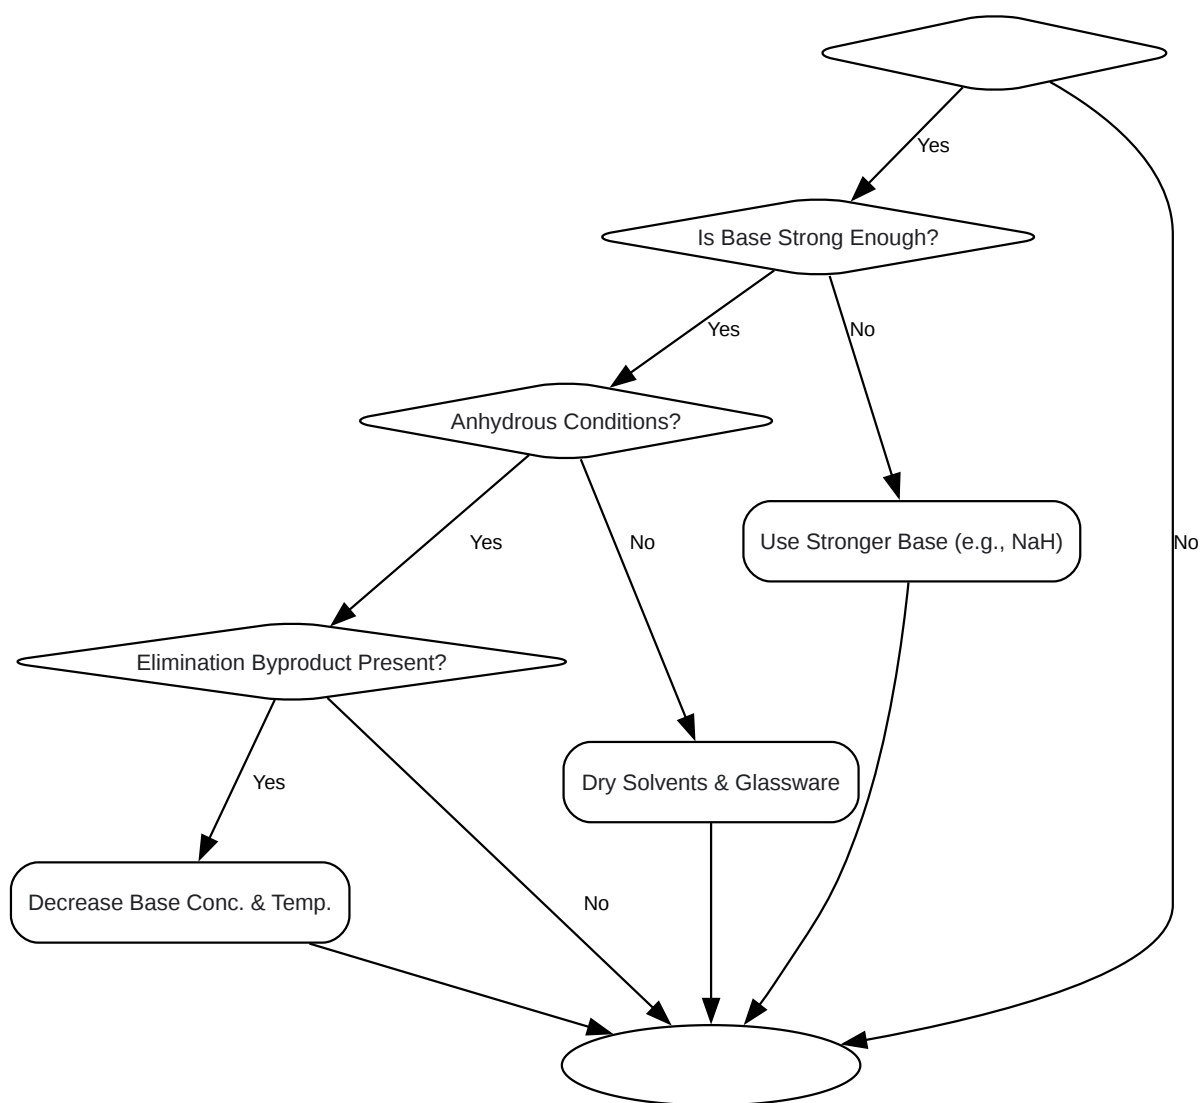 Yes
Is Base Strong Enough?
Yes
No
Anhydrous Conditions?
Yes
No
Use Stronger Base (e.g., NaH)
No
Elimination Byproduct Present?
Yes
Dry Solvents & Glassware
Decrease Base Conc. & Temp.
No